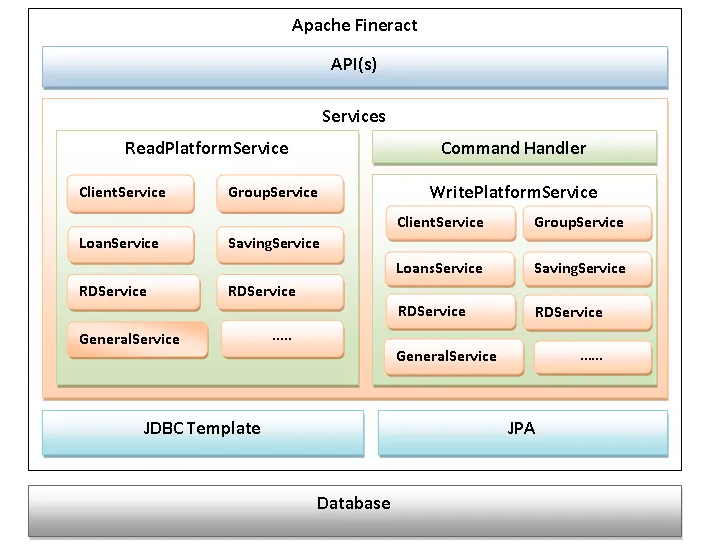 Apache Fineract
API(s)
Services
ReadPlatformService
ClientService
GroupService
LoanService
SavingService
RDService
RDService
GeneralService
.....
Command Handler
WritePlatformService
ClientService
GroupService
LoansService
SavingService
RDService
RDService
GeneralService
......
JDBC Template
JPA
Database